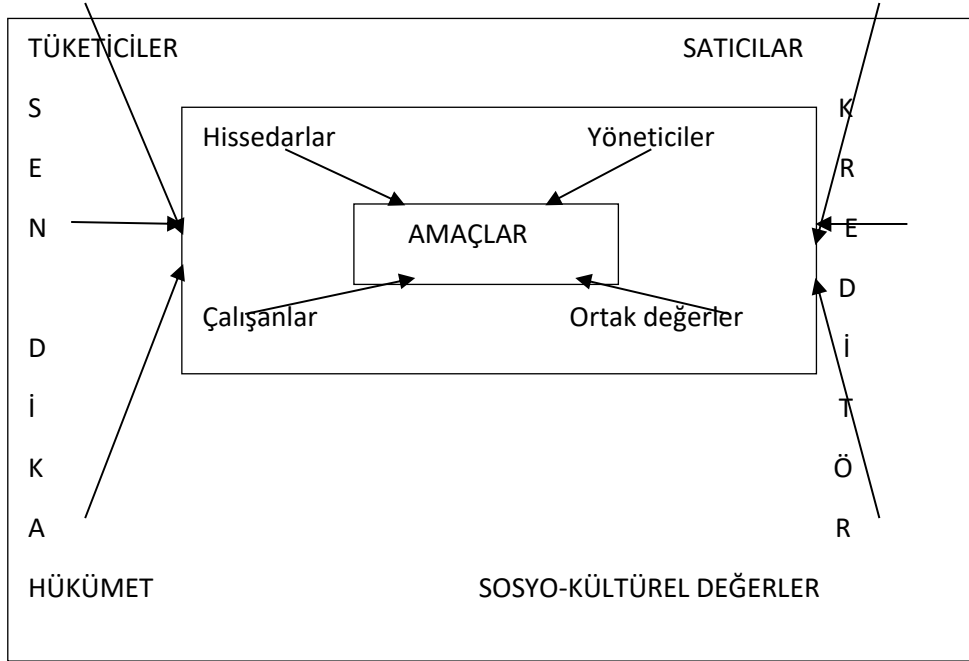 TÜKETİCİLER SATICILAR
S K
Hissedarlar Yöneticiler
E R
N E
AMAÇLAR
D
Çalışanlar Ortak değerler
D İ
İ T
K Ö
A R
HÜKÜMET SOSYO-KÜLTÜREL DEĞERLER